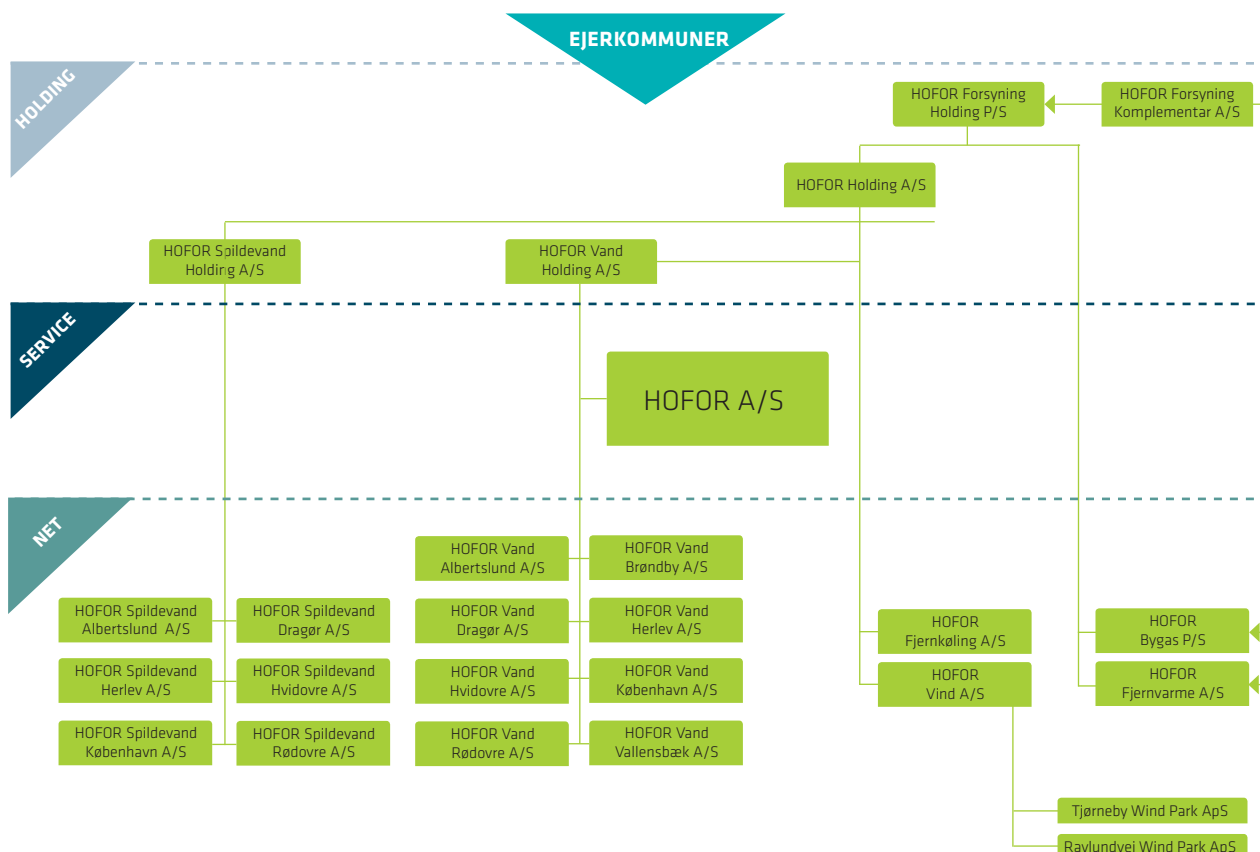 EJERKOMMUNER
HOLDING
HOFOR Forsyning
Holding P/S
HOFOR Forsyning
Komplementar A/S
HOFOR Holding A/S
HOFOR Spildevand
Holding A/S
HOFOR Vand
Holding A/S
SERVICE
HOFOR A/S
NET
HOFOR Vand
Albertslund A/S
HOFOR Vand
Brøndby A/S
HOFOR Spildevand
Albertslund A/S
HOFOR Spildevand
Dragør A/S
HOFOR Vand
Dragør A/S
HOFOR Vand
Herlev A/S
HOFOR
Fjernkøling A/S
HOFOR
Bygas P/S
HOFOR Spildevand
Herlev A/S
HOFOR Spildevand
Hvidovre A/S
HOFOR Vand
Hvidovre A/S
HOFOR Vand
København A/S
HOFOR
Vind A/S
HOFOR
Fjernvarme A/S
HOFOR Spildevand
København A/S
HOFOR Spildevand
Rødovre A/S
HOFOR Vand
Rødovre A/S
HOFOR Vand
Vallensbæk A/S
Tjørneby Wind Park ApS
Ravlundvej Wind Park ApS